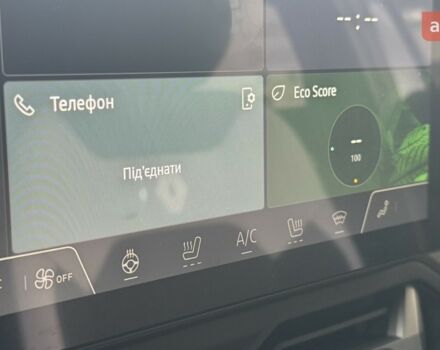 --:--
a
Телефон
Eco Score
--
100
Під'єднати
A/C
OFF